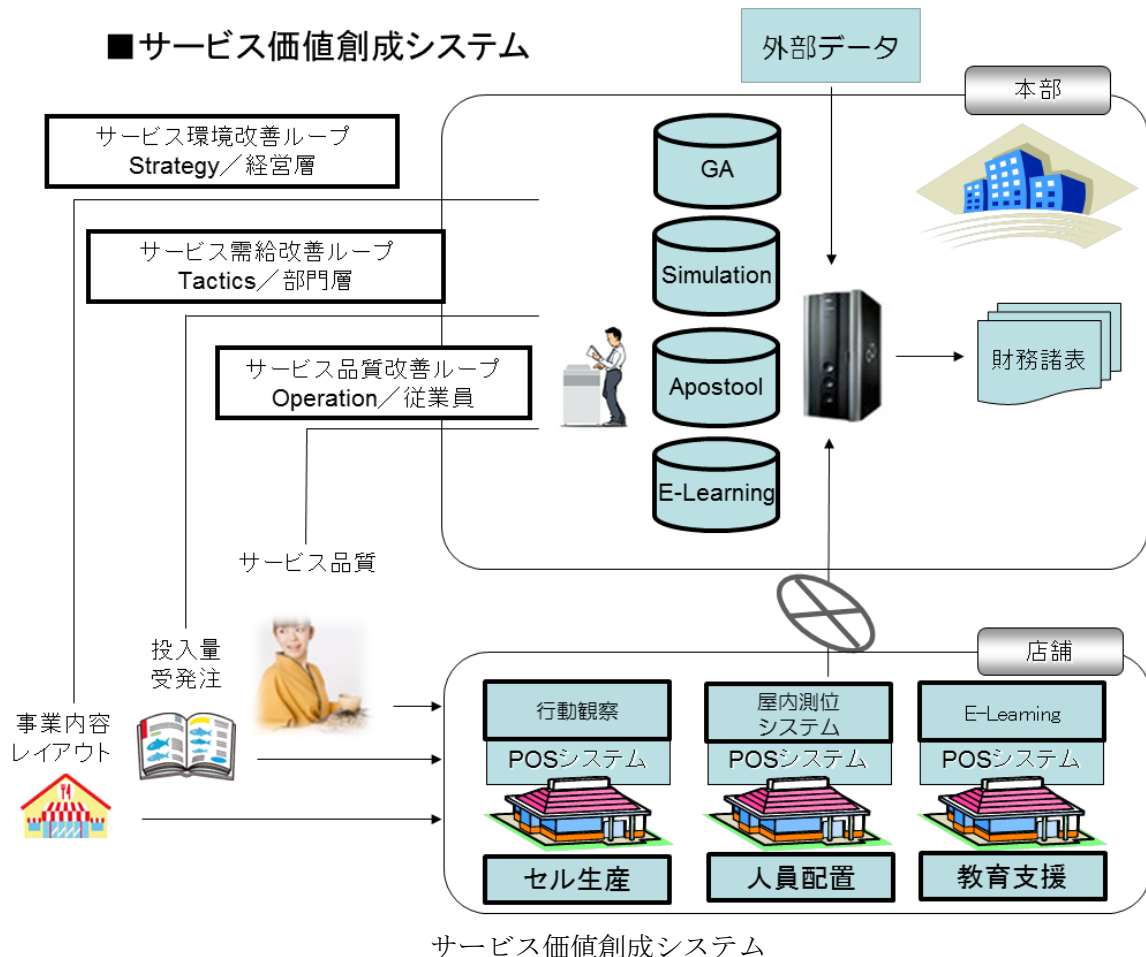 ■サービス価値創成システム
外部データ
本部
サービス環境改善ループ
Strategy／経営層
サービス需給改善ループ
Tactics／部門層
サービス品質改善ループ
Operation／従業員
GA
Simulation
Apostool
E-Learning
財務諸表
サービス品質
投入量
受発注
事業内容
レイアウト
店舗
行動観察
POSシステム
セル生産
屋内測位
システム
POSシステム
人員配置
E-Learning
POSシステム
教育支援
サービス価値創成システム